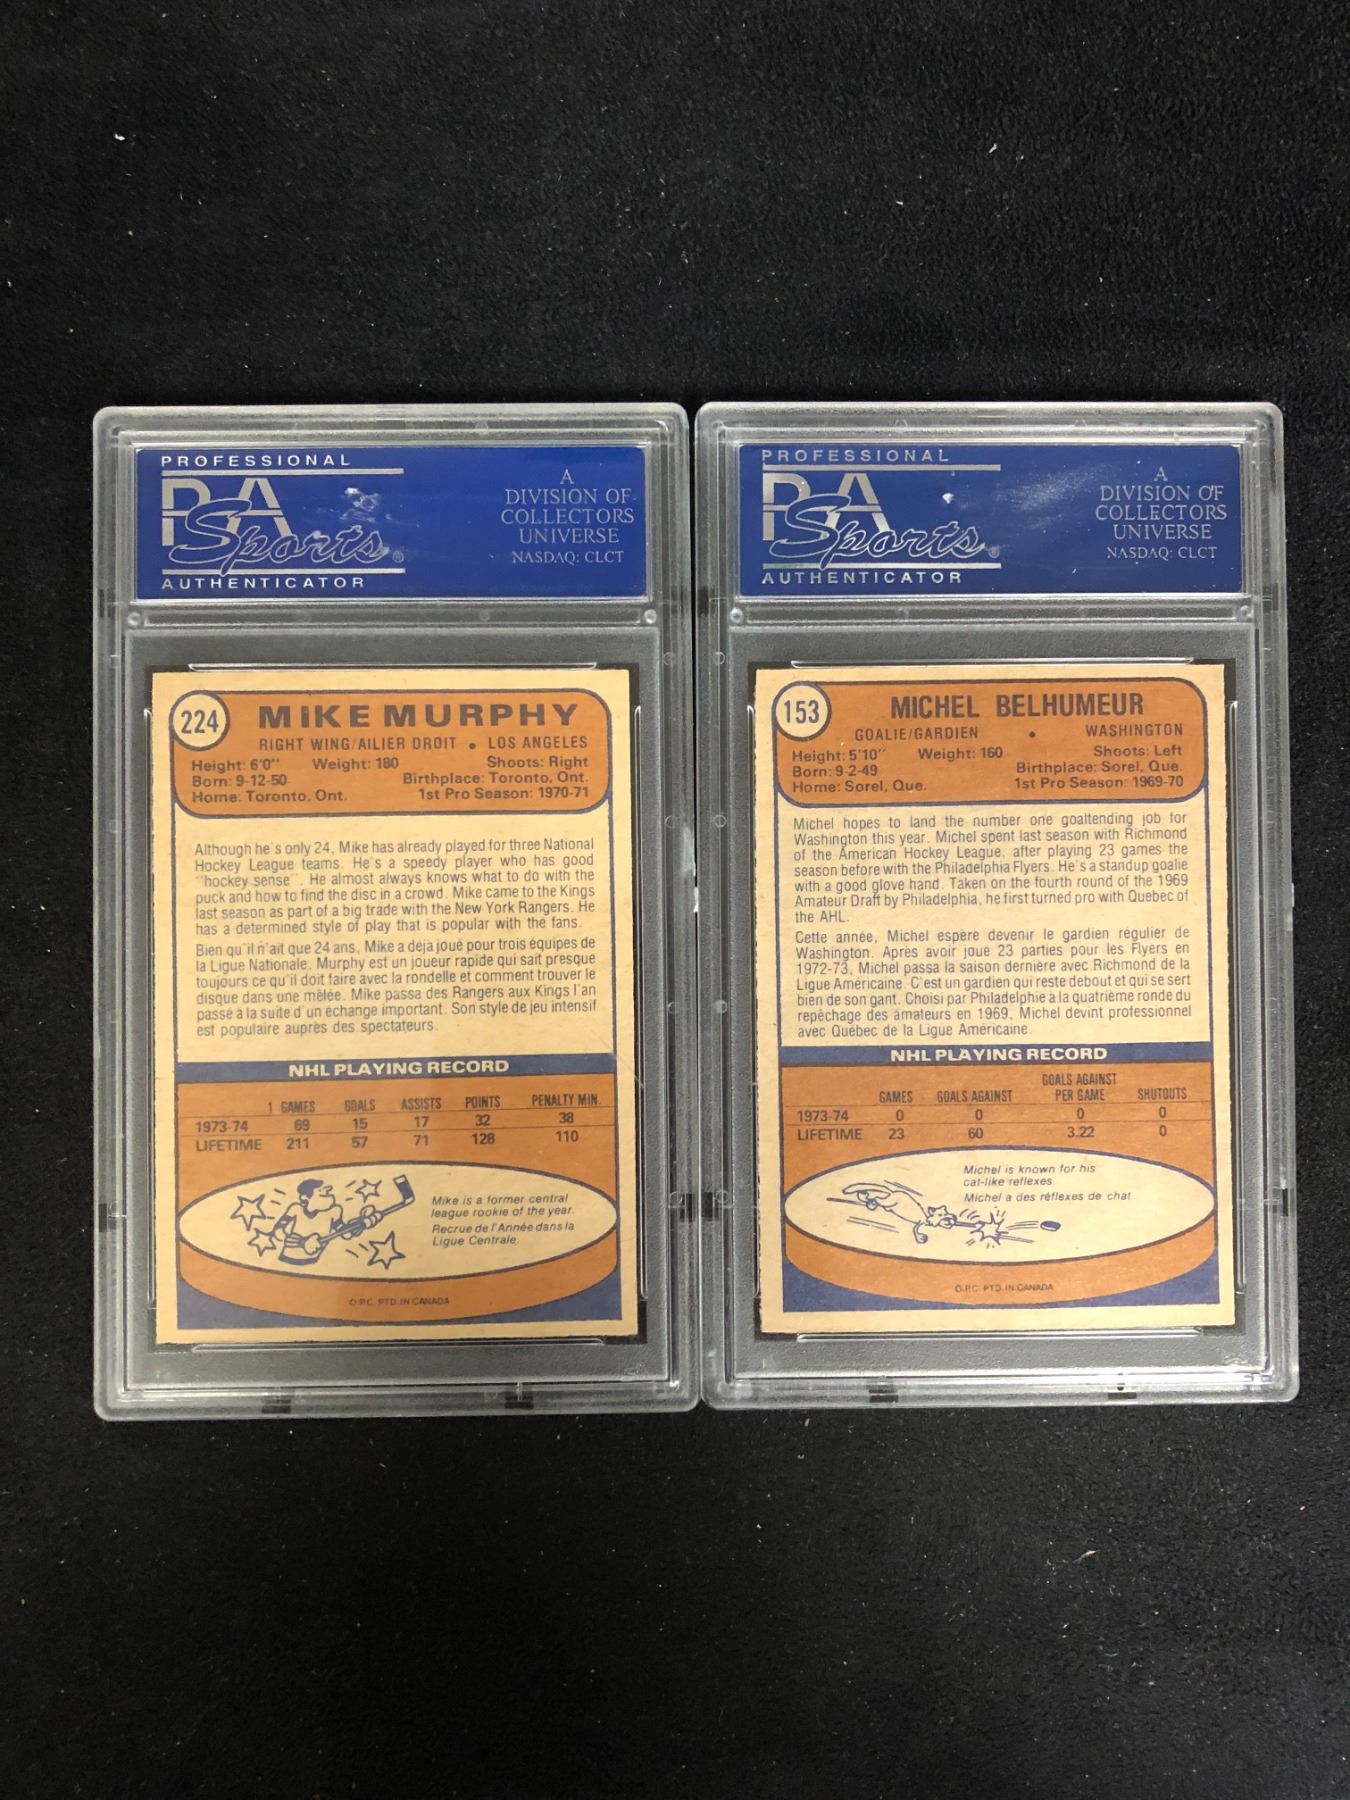 PROFESSIONAL
PSA
Sports®
AUTHENTICATOR
A
DIVISION OF
COLLECTORS
UNIVERSE
NASDAQ: CLCT
224
MIKE MURPHY
RIGHT WING/AILIER DROIT • LOS ANGELES
Height: 6'0" Weight: 180 Shoots: Right
Born: 9-12-50 Birthplace: Toronto, Ont.
Home: Toronto, Ont. 1st Pro Season: 1970-71
Although he's only 24, Mike has already played for three National
Hockey League teams. He's a speedy player who has good
"hockey sense". He almost always knows what to do with the
puck and how to find the disc in a crowd. Mike came to the Kings
last season as part of a big trade with the New York Rangers. He
has a determined style of play that is popular with the fans.
Bien qu'il n'ait que 24 ans, Mike a déjà joué pour trois équipes de
la Ligue Nationale. Murphy est un joueur rapide qui sait presque
toujours ce qu'il doit faire avec la rondelle et comment trouver le
disque dans une mêlée. Mike passa des Rangers aux Kings l'an
passé à la suite d'un échange important. Son style de jeu intensif
est populaire auprès des spectateurs.
NHL PLAYING RECORD
1 GAMES GOALS ASSISTS POINTS PENALTY MIN.
1973-74 69 15 17 32 38
LIFETIME 211 57 71 128 110
Mike is a former central
league rookie of the year.
Recrue de l'Année dans la
Ligue Centrale.
O.P.C. PTD. IN CANADA
PROFESSIONAL
PSA
Sports®
AUTHENTICATOR
A
DIVISION OF
COLLECTORS
UNIVERSE
NASDAQ: CLCT
153
MICHEL BELHUMEUR
GOALIE/GARDIEN • WASHINGTON
Height: 5'10" Weight: 160 Shoots: Left
Born: 9-2-49 Birthplace: Sorel, Que.
Home: Sorel, Que. 1st Pro Season: 1969-70
Michel hopes to land the number one goaltending job for
Washington this year. Michel spent last season with Richmond
of the American Hockey League, after playing 23 games the
season before with the Philadelphia Flyers. He's a standup goalie
with a good glove hand. Taken on the fourth round of the 1969
Amateur Draft by Philadelphia, he first turned pro with Quebec of
the AHL.
Cette année, Michel espère devenir le gardien régulier de
Washington. Après avoir joué 23 parties pour les Flyers en
1972-73, Michel passa la saison dernière avec Richmond de la
Ligue Américaine. C'est un gardien qui reste debout et qui se sert
bien de son gant. Choisi par Philadelphie à la quatrième ronde du
repêchage des amateurs en 1969, Michel devint professionnel
avec Québec de la Ligue Américaine.
NHL PLAYING RECORD
GAMES GOALS AGAINST GOALS AGAINST PER GAME SHUTOUTS
1973-74 0 0 0 0
LIFETIME 23 60 3.22 0
Michel is known for his
cat-like reflexes.
Michel a des réflexes de chat.
O.P.C. PTD. IN CANADA